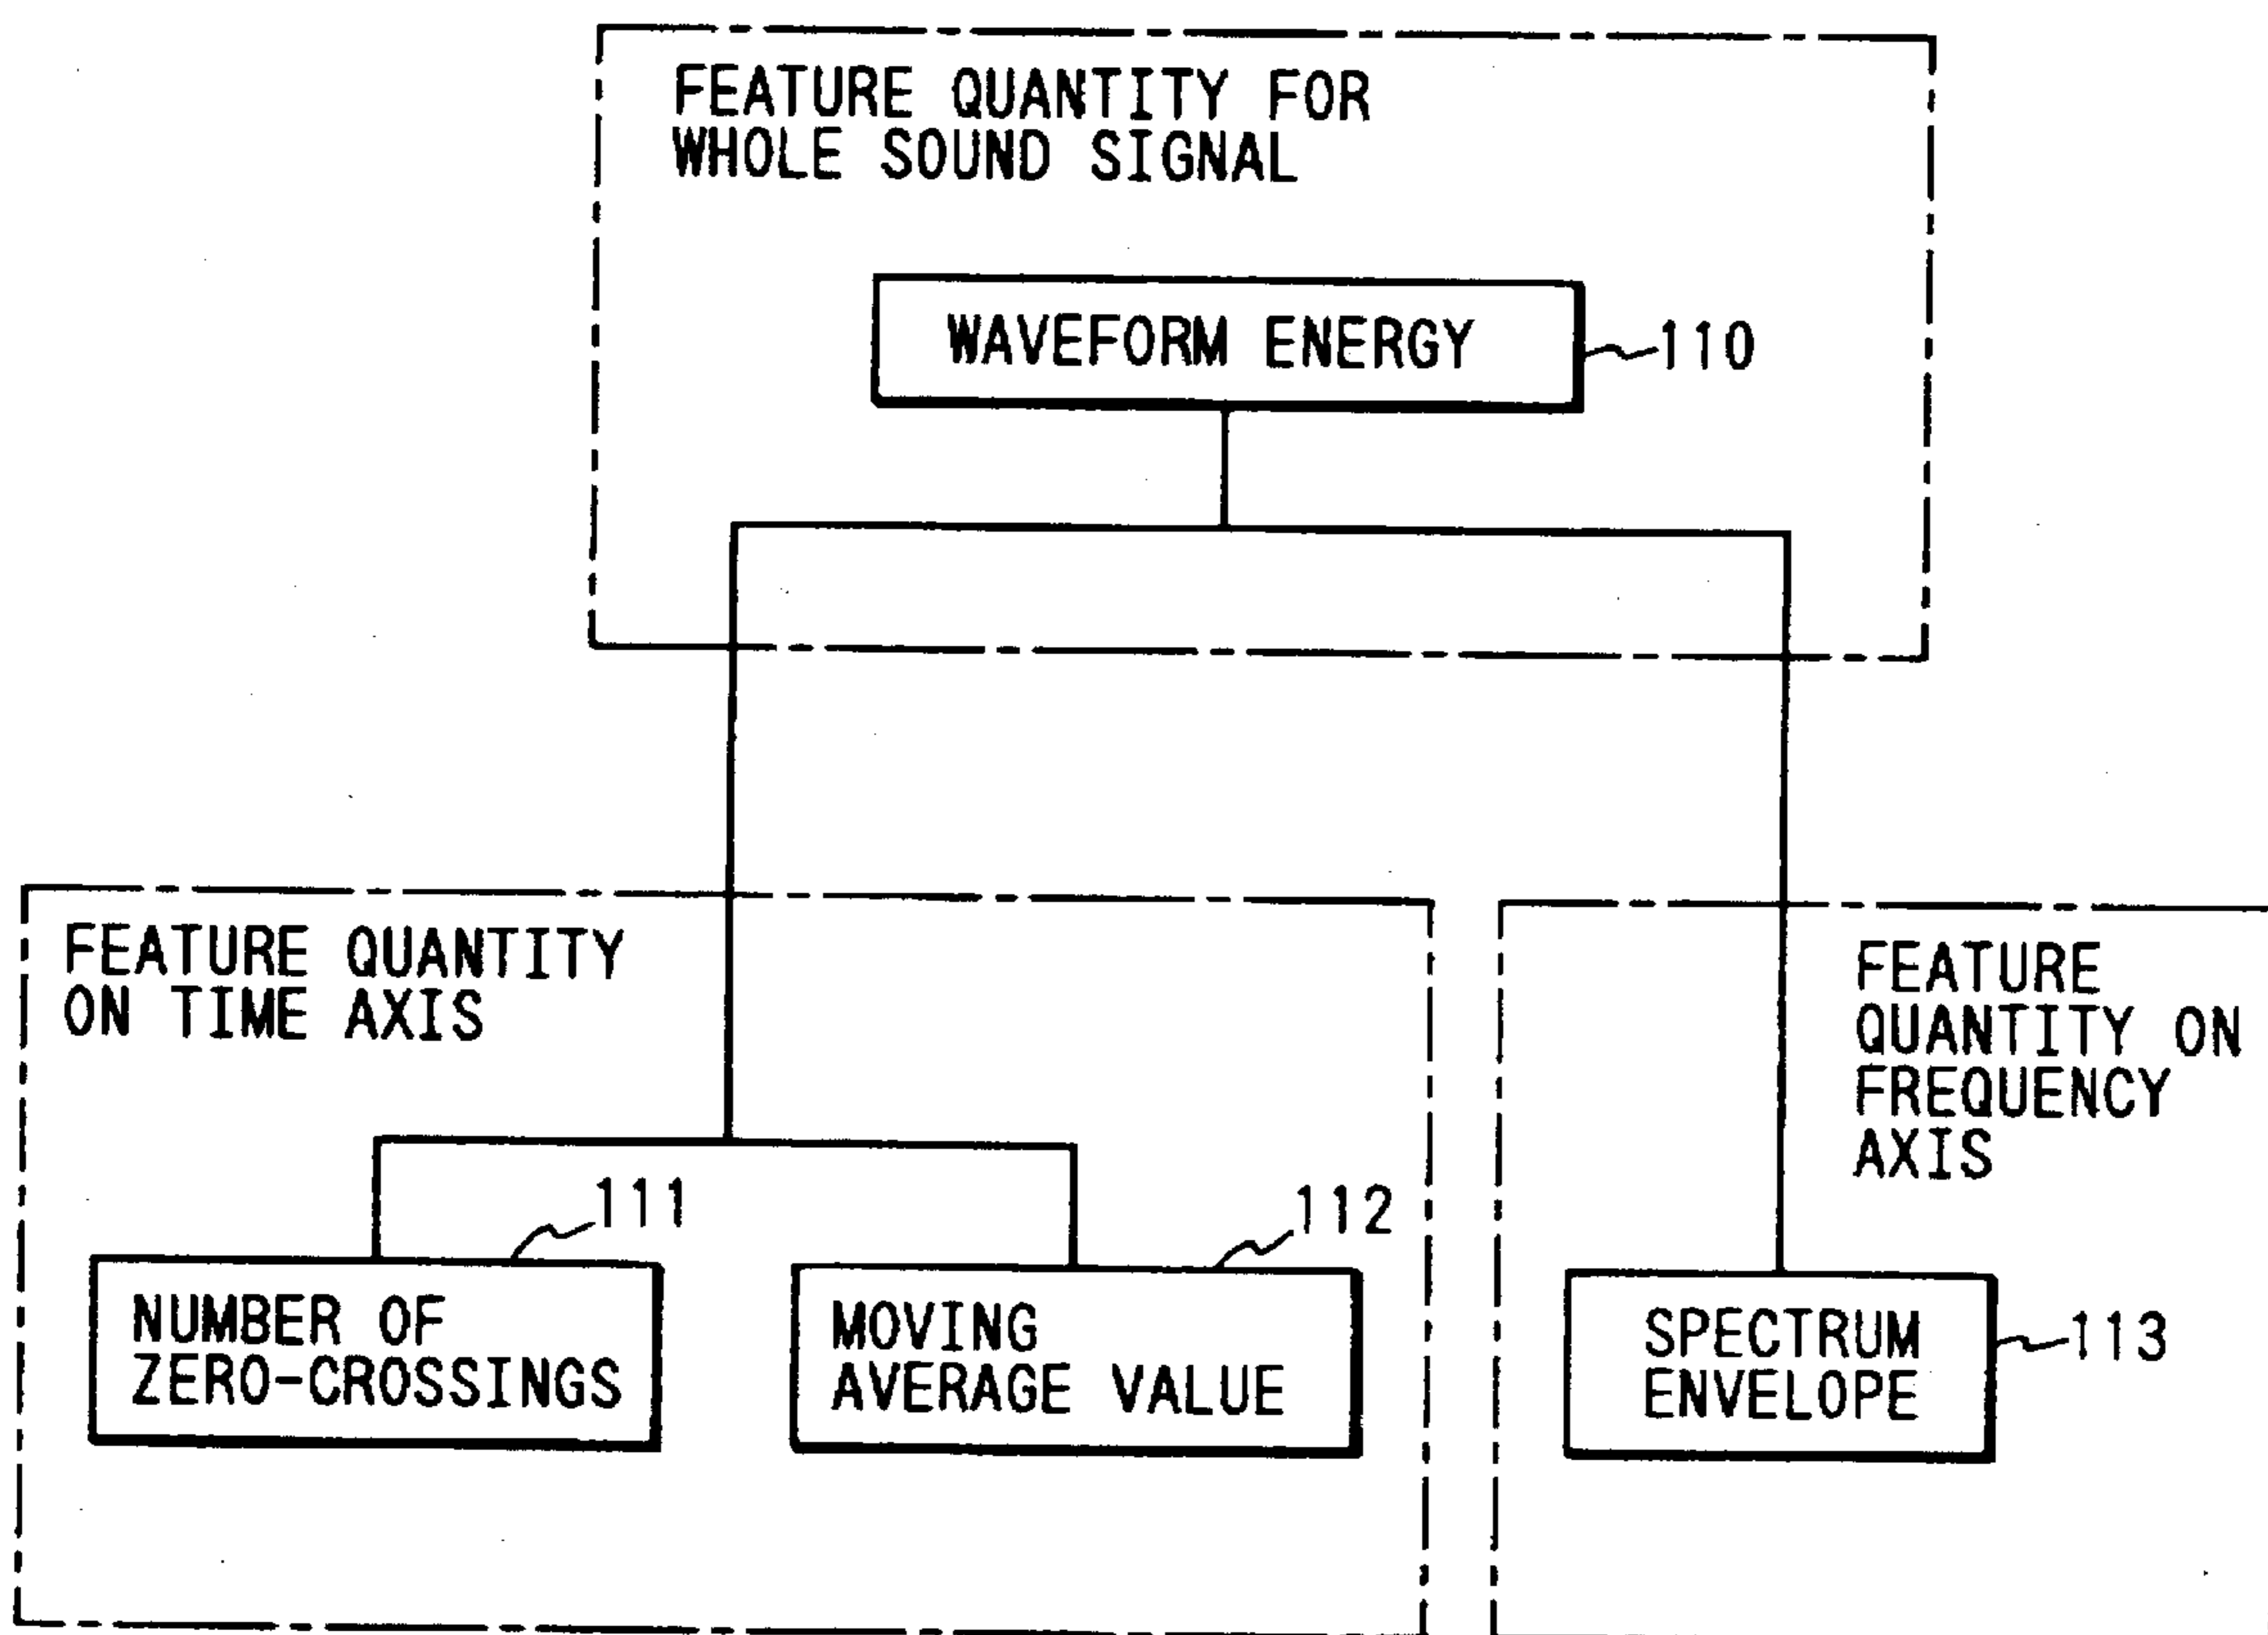 FEATURE QUANTITY FOR
WHOLE SOUND SIGNAL
WAVEFORM ENERGY
110
FEATURE QUANTITY
ON TIME AXIS
FEATURE
QUANTITY ON
FREQUENCY
AXIS
111
112
NUMBER OF
ZERO-CROSSINGS
MOVING
AVERAGE VALUE
SPECTRUM
ENVELOPE
113